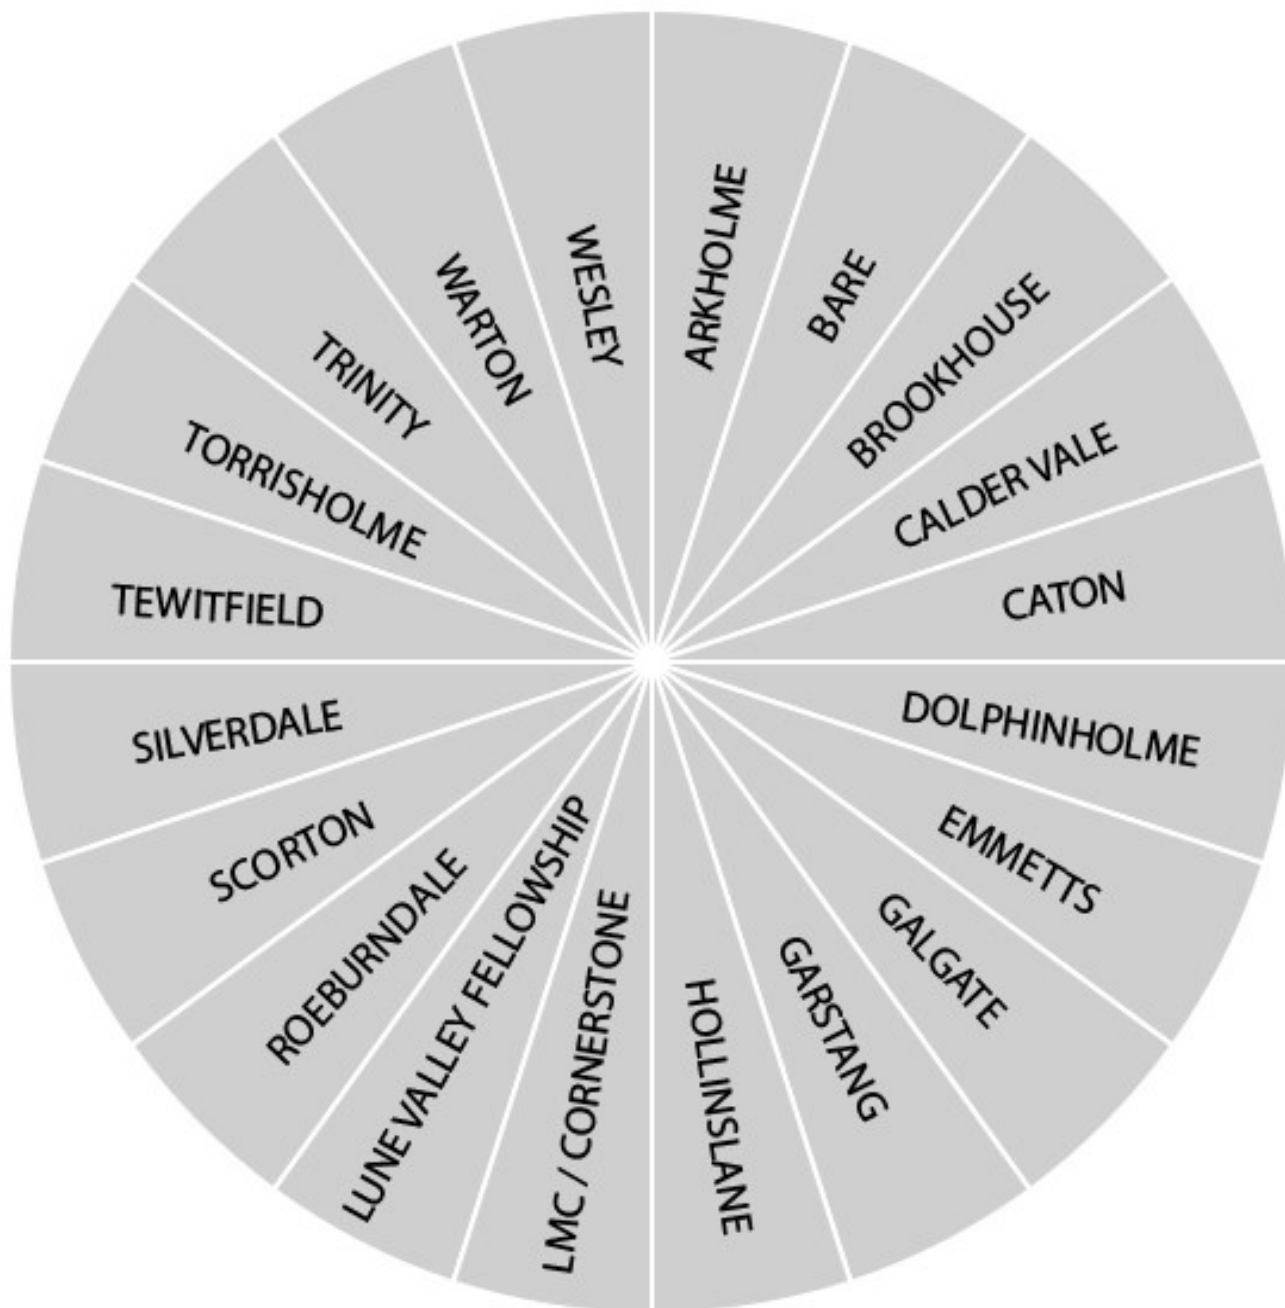 ARKHOLME
BARE
BROOKHOUSE
CALDER VALE
CATON
DOLPHINHOLME
EMMETTS
GALGATE
GARSTANG
HOLLINSLANE
LMC / CORNERSTONE
LUNE VALLEY FELLOWSHIP
ROEBURNDALE
SCORTON
SILVERDALE
TEWITFIELD
TORRISHOLME
TRINITY
WARTON
WESLEY